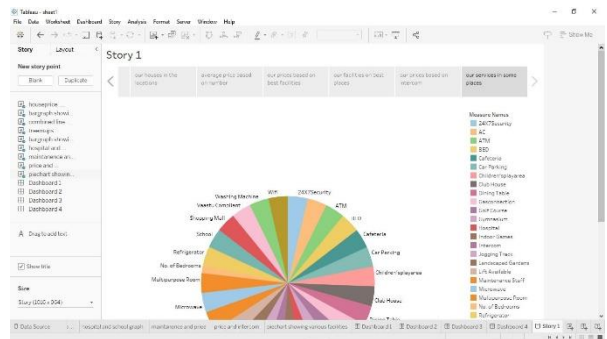 Tableau - sheet1
File Data Worksheet Dashboard Story Analysis Format Server Window Help
Show Me
Story Layout
Story 1
New story point
Blank Duplicate
our houses in the locations
average price based on number
our prices based on best facilities
our facilities on best places
our prices based on intercom
our services in some places
houseprice ...
bargraph showi...
combined line ...
treemaps
bargraph showi...
hospital and ...
maintanence an...
price and ...
piechart showin...
Dashboard 1
Dashboard 2
Dashboard 3
Dashboard 4
A Drag to add text
Show title
Size
Story (1016 x 964)
Washing Machine
Wifi
24X7Security
Vaastu Compliant
ATM
Shopping Mall
BED
School
Cafeteria
Refrigerator
Car Parking
No. of Bedrooms
Children'splayarea
Multipurpose Room
Club House
Microwave
Measure Names
24X7Security
AC
ATM
BED
Cafeteria
Car Parking
Children'splayarea
Club House
Dining Table
Gasconnection
Golf Course
Gymnasium
Hospital
Indoor Games
Intercom
Jogging Track
Landscaped Gardens
Lift Available
Maintenance Staff
Microwave
Multipurpose Room
No. of Bedrooms
Refrigerator
Data Source
hospital and school graph
maintanence and price
price and intercom
piechart showing various facilities
Dashboard 1
Dashboard 2
Dashboard 3
Dashboard 4
Story 1